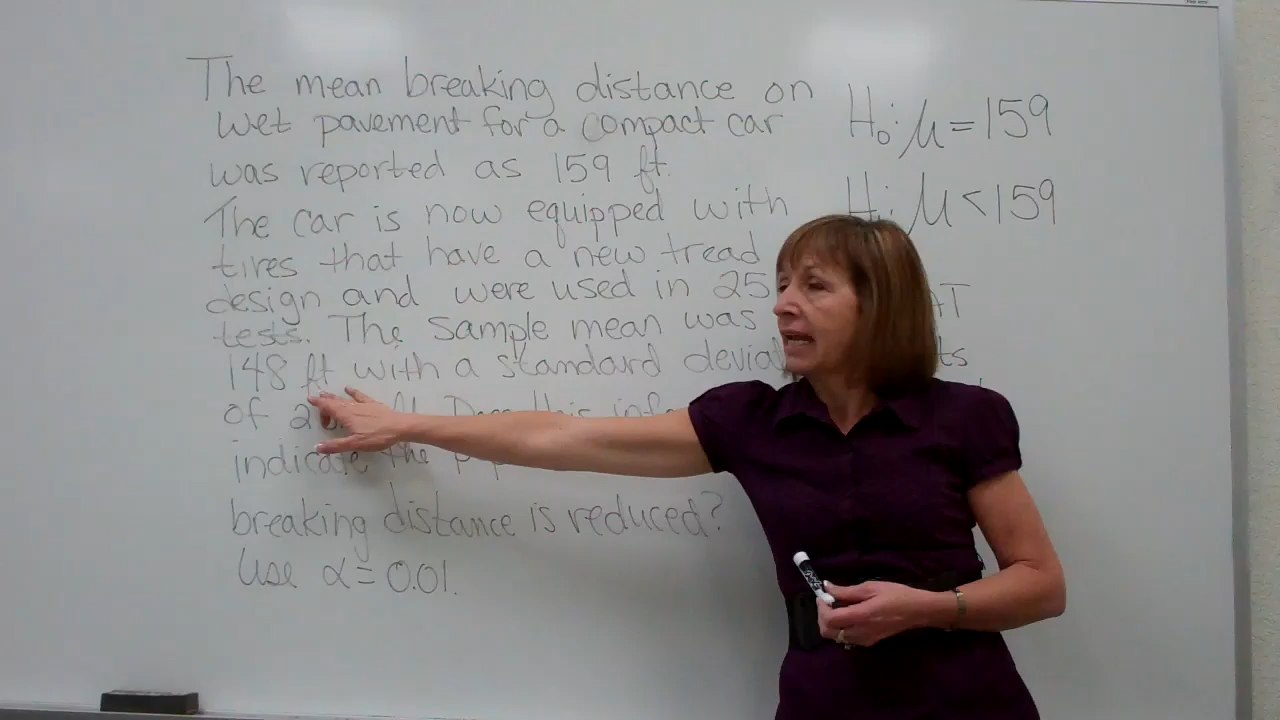 The mean breaking distance on
wet pavement for a compact car
was reported as 159 ft.
The car is now equipped with
tires that have a new tread
design and were used in 25
tests. The sample mean was
148 ft with a standard
of
indicate the
breaking distance is reduced?
Use α = 0.01.
H₀: μ = 159
H₁: μ < 159